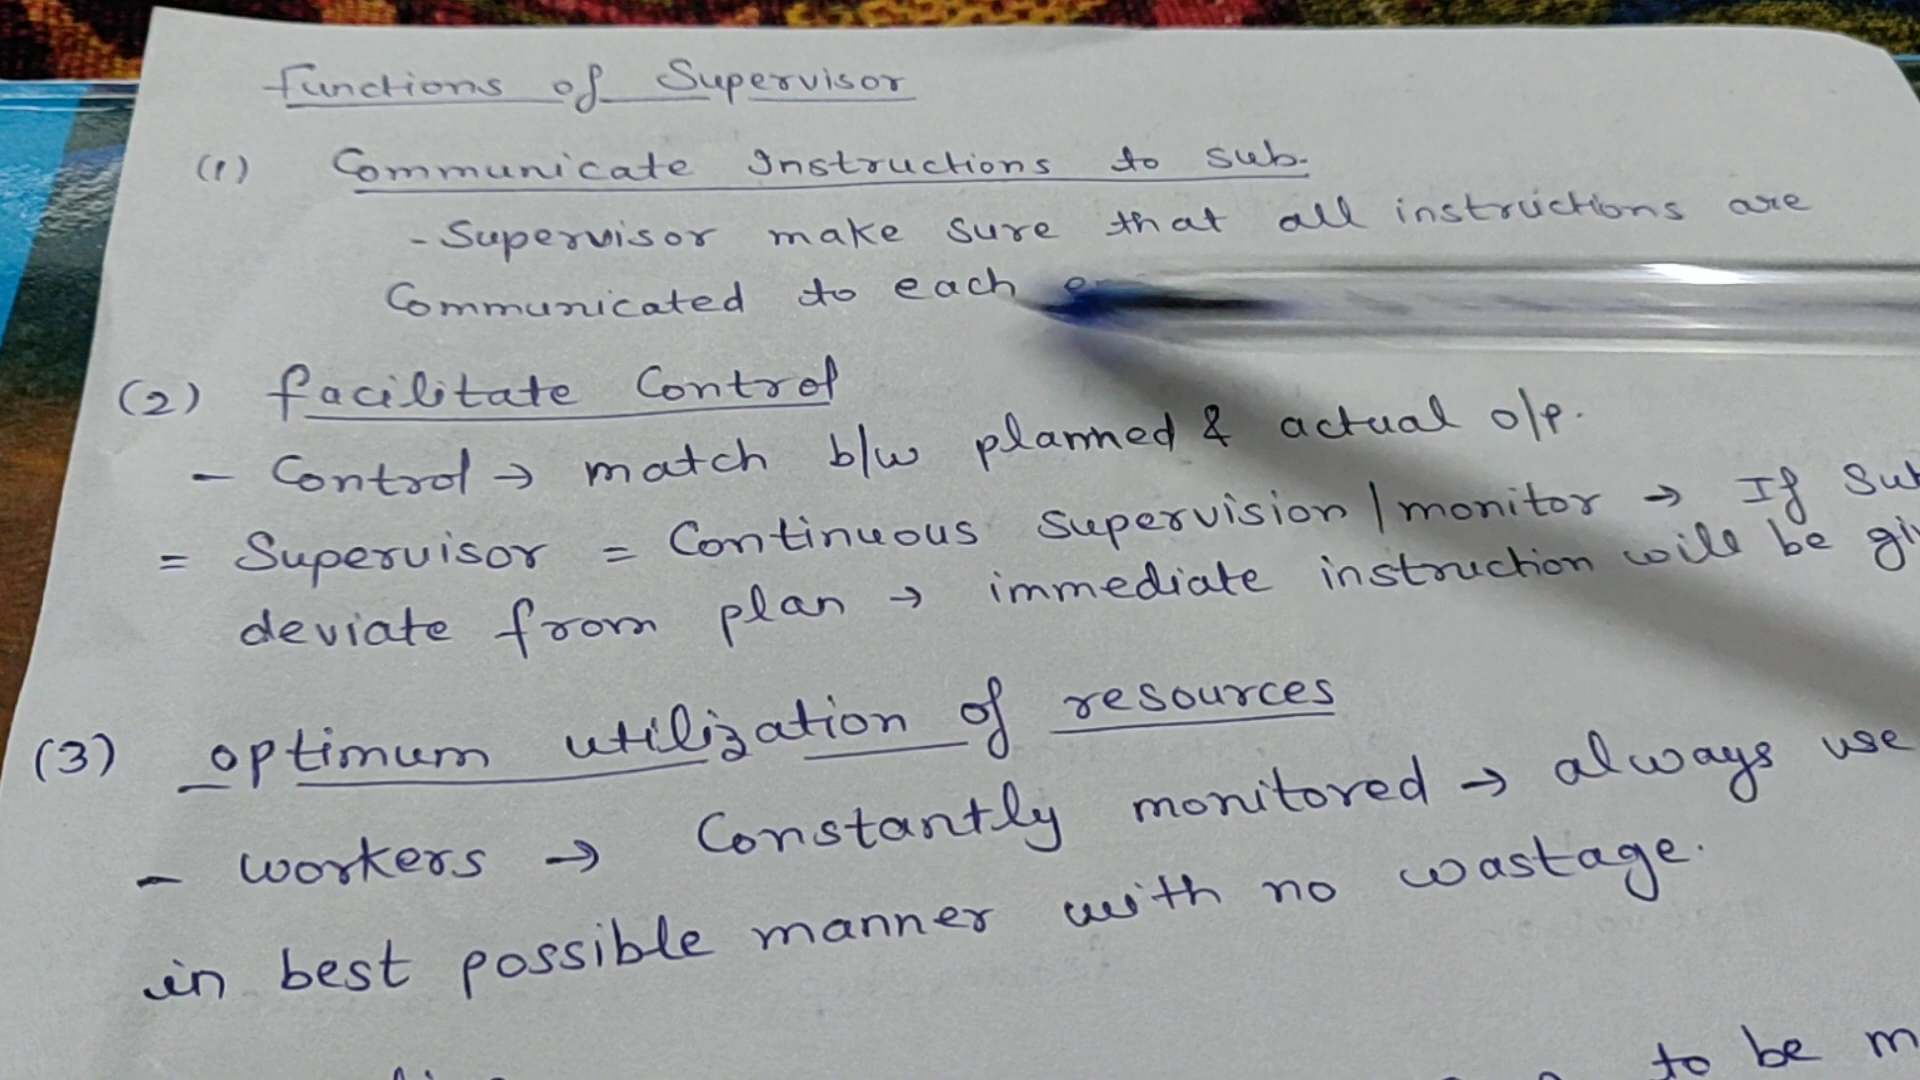 Functions of Supervisor
(1) Communicate Instructions to sub.
- Supervisor make sure that all instructions are
Communicated to each
(2) facilitate Control
- Control → match b/w planned & actual o/p.
= Supervisor = Continuous supervision / monitor → If Sub
deviate from plan → immediate instruction will be
(3) optimum utilization of resources
- workers → Constantly monitored → always use
in best possible manner with no wastage.
to be